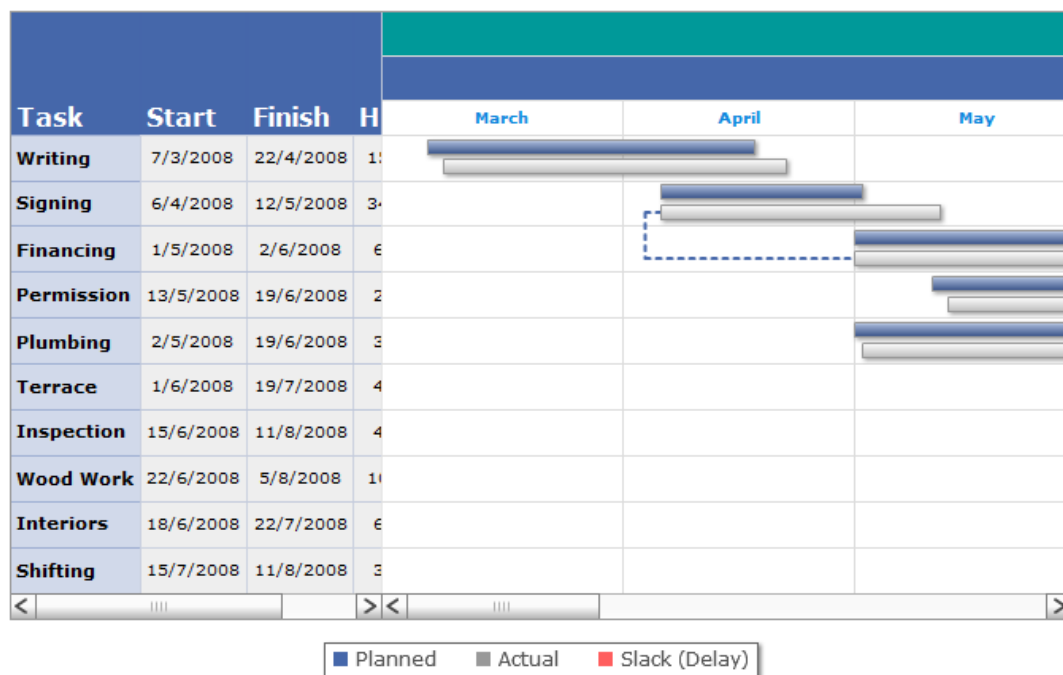 Task Start Finish H March April May
Writing 7/3/2008 22/4/2008
Signing 6/4/2008 12/5/2008
Financing 1/5/2008 2/6/2008
Permission 13/5/2008 19/6/2008
Plumbing 2/5/2008 19/6/2008
Terrace 1/6/2008 19/7/2008
Inspection 15/6/2008 11/8/2008
Wood Work 22/6/2008 5/8/2008
Interiors 18/6/2008 22/7/2008
Shifting 15/7/2008 11/8/2008
Planned Actual Slack (Delay)